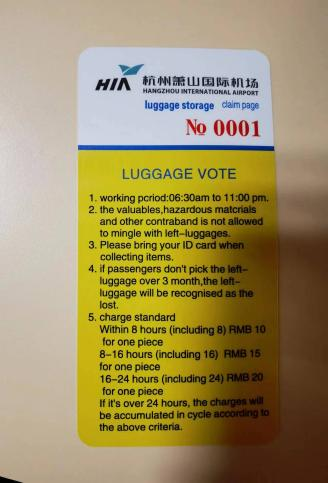 HIA 杭州萧山国际机场
HANGZHOU INTERNATIONAL AIRPORT
luggage storage claim page
№ 0001
LUGGAGE VOTE
1. working pcriod:06:30am to 11:00 pm.
2. the valuables,hazardous matcrials
and other contraband is not allowed
to mingle with left-luggages.
3. Please bring your ID card when
collecting items.
4. if passengers don't pick the left-
luggage over 3 month,the left-
luggage will be recognised as the
lost.
5. charge standard
Within 8 hours (including 8) RMB 10
for one piece
8-16 hours (including 16) RMB 15
for one piece
16-24 hours (including 24) RMB 20
for one piece
If it's over 24 hours, the charges will
be accumulated in cycle according to
the above criteria.